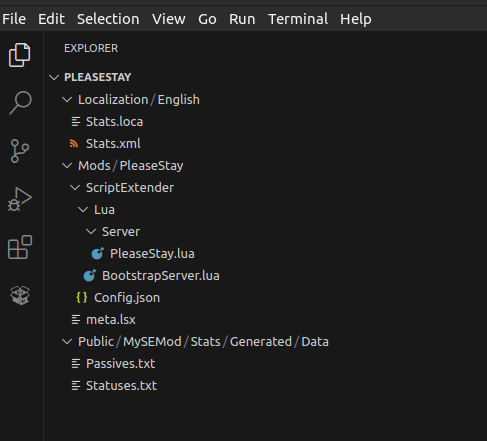 File Edit Selection View Go Run Terminal Help
EXPLORER
PLEASESTAY
Localization / English
Stats.loca
Stats.xml
Mods / PleaseStay
ScriptExtender
Lua
Server
PleaseStay.lua
BootstrapServer.lua
{} Config.json
meta.lsx
Public / MySEMod / Stats / Generated / Data
Passives.txt
Statuses.txt